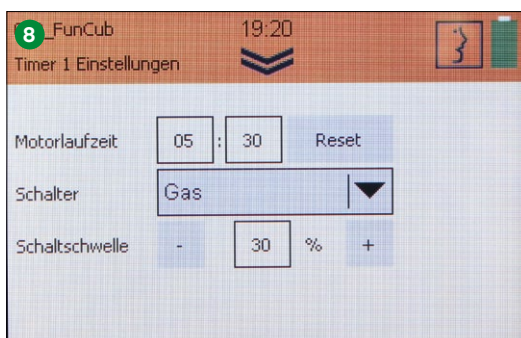 8
_FunCub
19:20
Timer 1 Einstellungen
Motorlaufzeit 05 : 30 Reset
Schalter Gas
Schaltschwelle - 30 % +